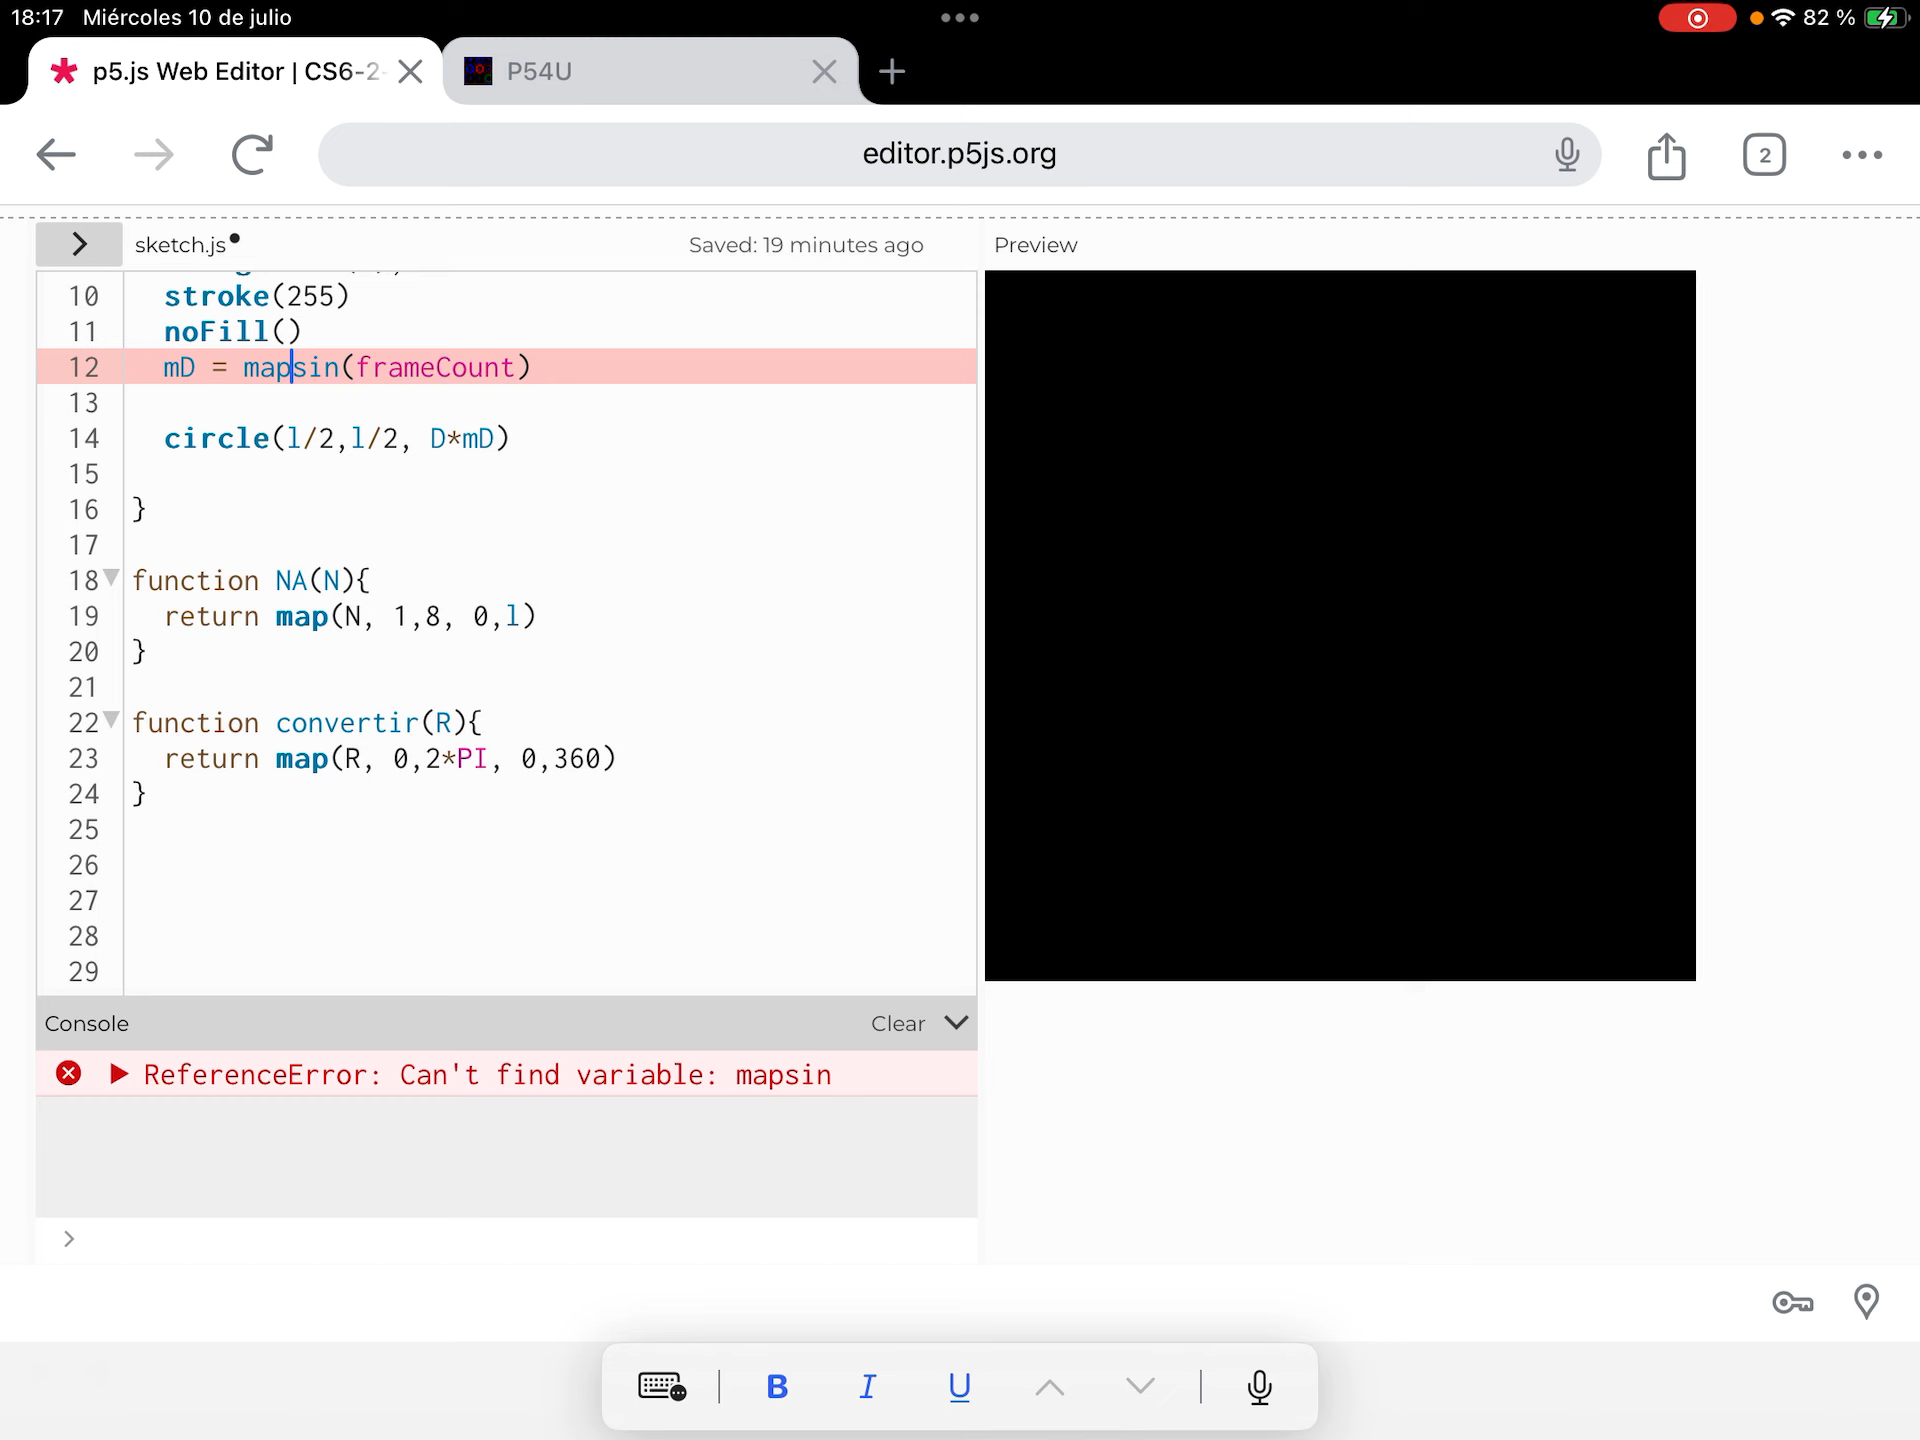 18:17 Miércoles 10 de julio
82 %
p5.js Web Editor | CS6-2-
P54U
editor.p5js.org
2
sketch.js
Saved: 19 minutes ago
Preview
10 stroke(255)
11 noFill()
12 mD = mapsin(frameCount)
13
14 circle(l/2,l/2, D*mD)
15
16 }
17
18 function NA(N){
19 return map(N, 1,8, 0,l)
20 }
21
22 function convertir(R){
23 return map(R, 0,2*PI, 0,360)
24 }
25
26
27
28
29
Console
Clear
ReferenceError: Can't find variable: mapsin
>
B I U